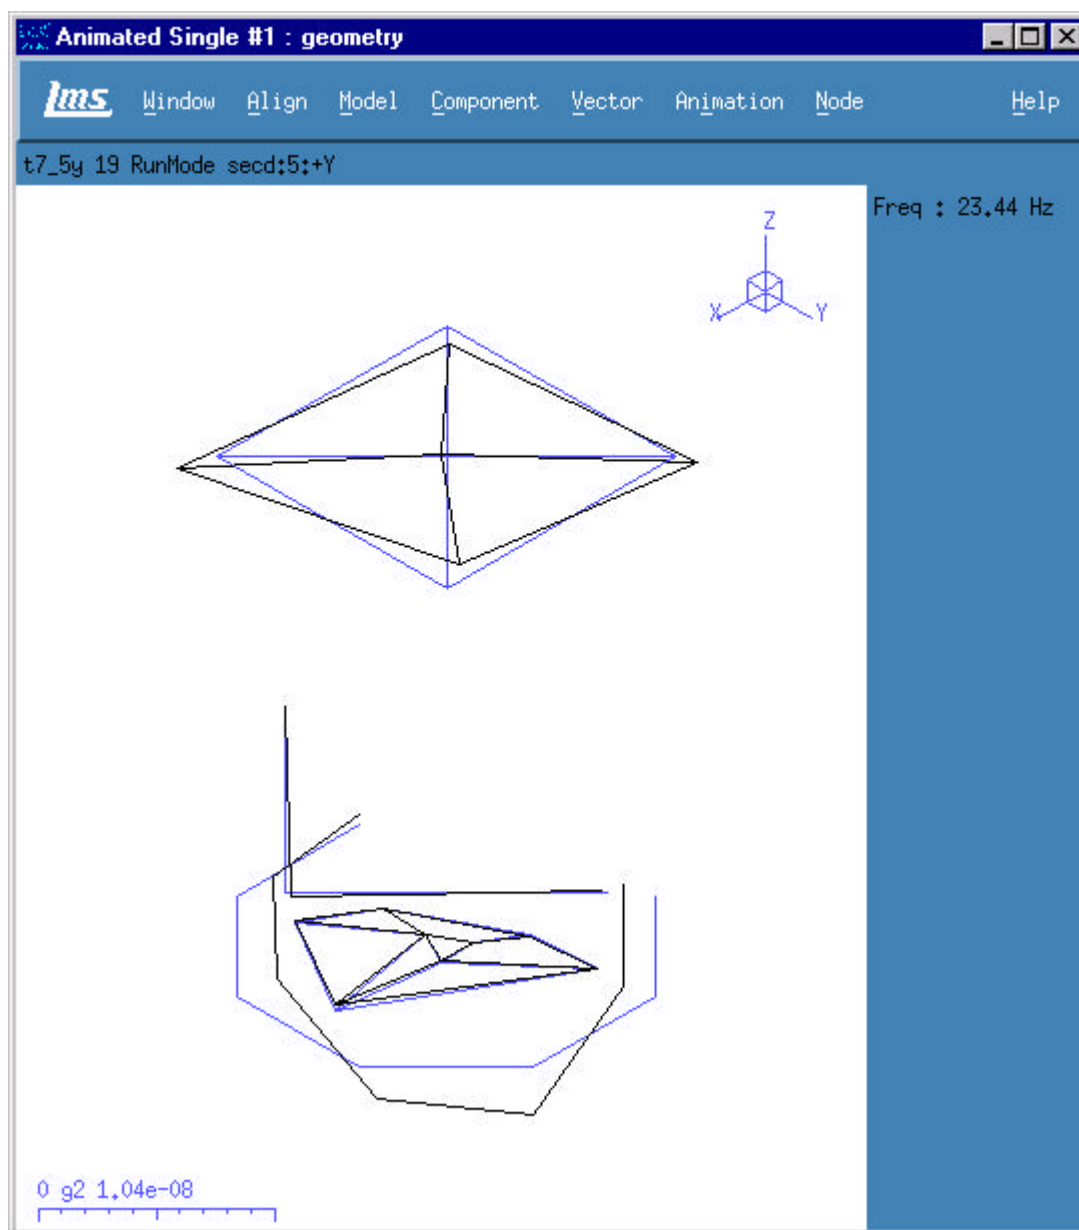 Animated Single #1 : geometry
lms Window Align Model Component Vector Animation Node Help
t7_5y 19 RunMode secd:5:+Y
Freq : 23.44 Hz
Z
X Y
0 g2 1.04e-08